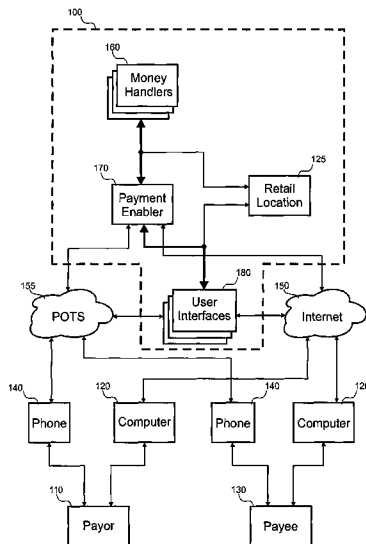 100
160
Money
Handlers
170
125
Payment
Enabler
Retail
Location
180
155
150
POTS
User
Interfaces
Internet
140
120
140
120
Phone
Computer
Phone
Computer
110
130
Payor
Payee